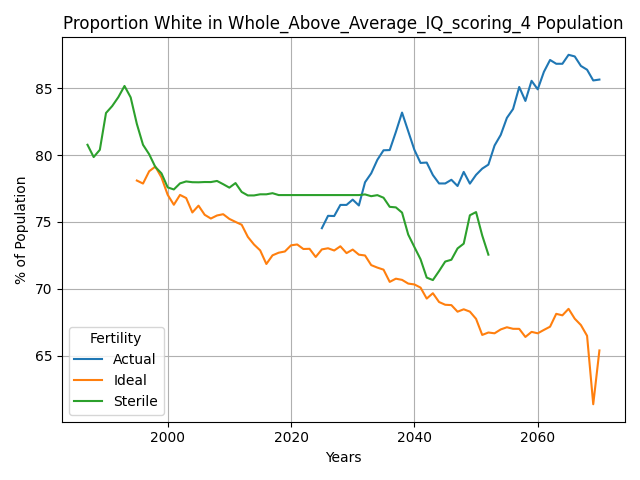 Proportion White in Whole_Above_Average_IQ_scoring_4 Population
% of Population
85
80
75
70
65
Fertility
Actual
Ideal
Sterile
2000
2020
2040
2060
Years